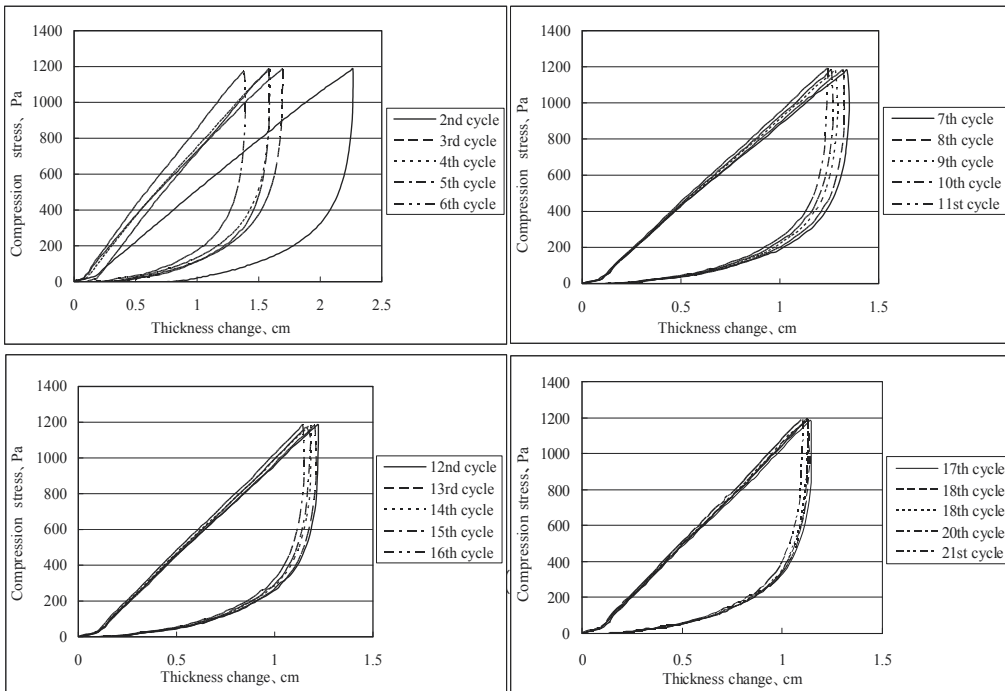 1400
1200
1000
800
600
400
200
0
Compression stress, Pa
0 0.5 1 1.5 2 2.5
Thickness change、cm
2nd cycle
3rd cycle
4th cycle
5th cycle
6th cycle
1400
1200
1000
800
600
400
200
0
Compression stress, Pa
0 0.5 1 1.5
Thickness change、cm
7th cycle
8th cycle
9th cycle
10th cycle
11st cycle
1400
1200
1000
800
600
400
200
0
Compression stress, Pa
0 0.5 1 1.5
Thickness change, cm
12nd cycle
13rd cycle
14th cycle
15th cycle
16th cycle
1400
1200
1000
800
600
400
200
0
Compression stress, Pa
0 0.5 1 1.5
Thickness change, cm
17th cycle
18th cycle
18th cycle
20th cycle
21st cycle